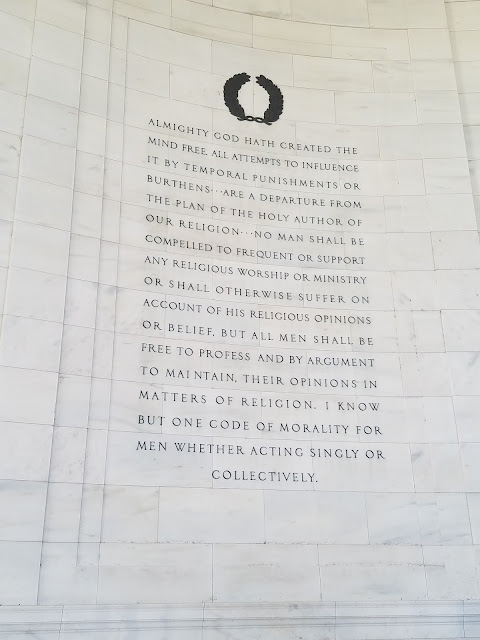 ALMIGHTY GOD HATH CREATED THE
MIND FREE. ALL ATTEMPTS TO INFLUENCE
IT BY TEMPORAL PUNISHMENTS OR
BURTHENS···ARE A DEPARTURE FROM
THE PLAN OF THE HOLY AUTHOR OF
OUR RELIGION···NO MAN SHALL BE
COMPELLED TO FREQUENT OR SUPPORT
ANY RELIGIOUS WORSHIP OR MINISTRY
OR SHALL OTHERWISE SUFFER ON
ACCOUNT OF HIS RELIGIOUS OPINIONS
OR BELIEF, BUT ALL MEN SHALL BE
FREE TO PROFESS AND BY ARGUMENT
TO MAINTAIN, THEIR OPINIONS IN
MATTERS OF RELIGION. I KNOW
BUT ONE CODE OF MORALITY FOR
MEN WHETHER ACTING SINGLY OR
COLLECTIVELY.